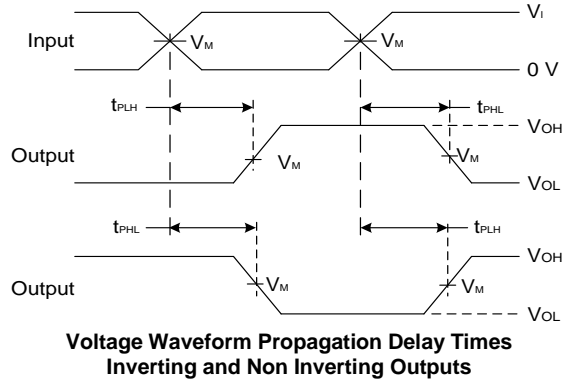 VI
Input
VM
VM
0 V
tPLH
tPHL
VOH
Output
VM
VM
VOL
tPHL
tPLH
VOH
Output
VM
VM
VOL
Voltage Waveform Propagation Delay Times
Inverting and Non Inverting Outputs